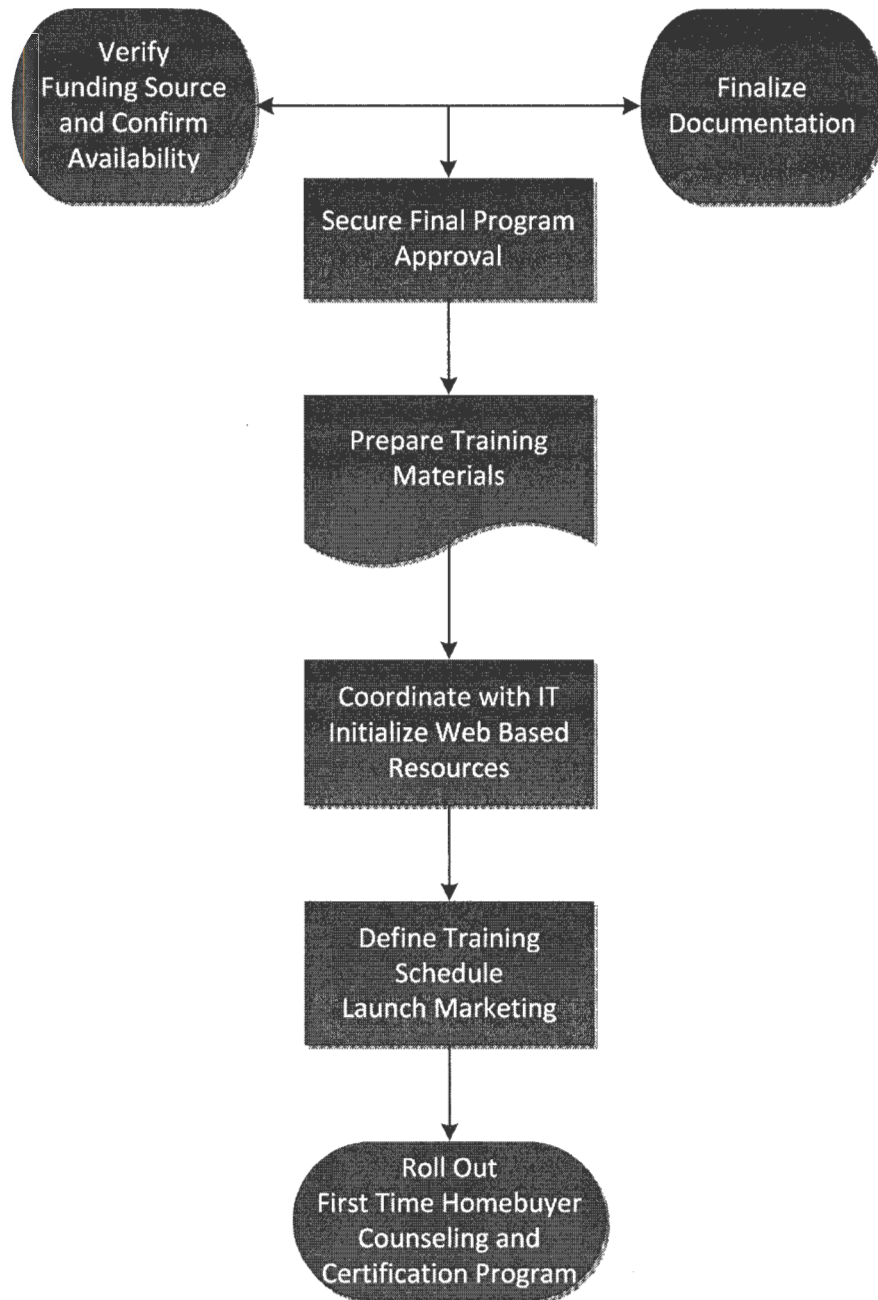 Verify
Funding Source
and Confirm
Availability
Finalize
Documentation
Secure Final Program
Approval
Prepare Training
Materials
Coordinate with IT
Initialize Web Based
Resources
Define Training
Schedule
Launch Marketing
Roll Out
First Time Homebuyer
Counseling and
Certification Program